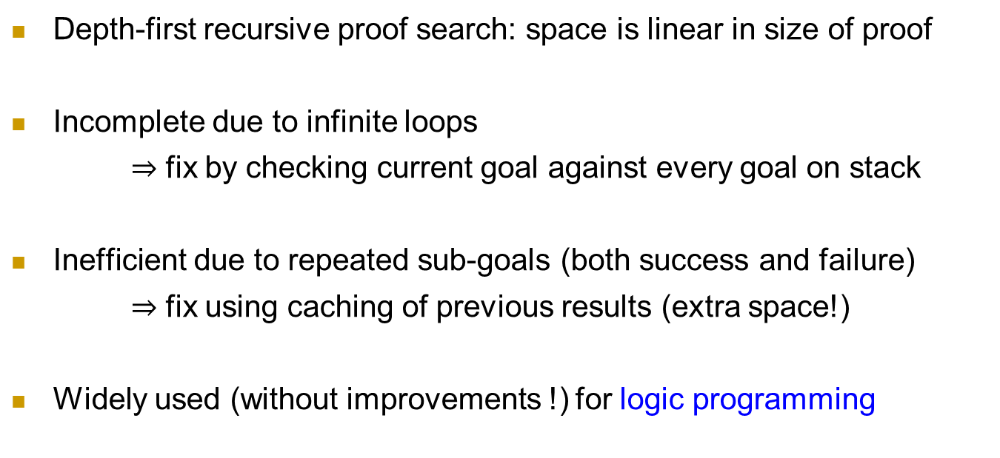 Depth-first recursive proof search: space is linear in size of proof
Incomplete due to infinite loops
⇒ fix by checking current goal against every goal on stack
Inefficient due to repeated sub-goals (both success and failure)
⇒ fix using caching of previous results (extra space!)
Widely used (without improvements !) for logic programming